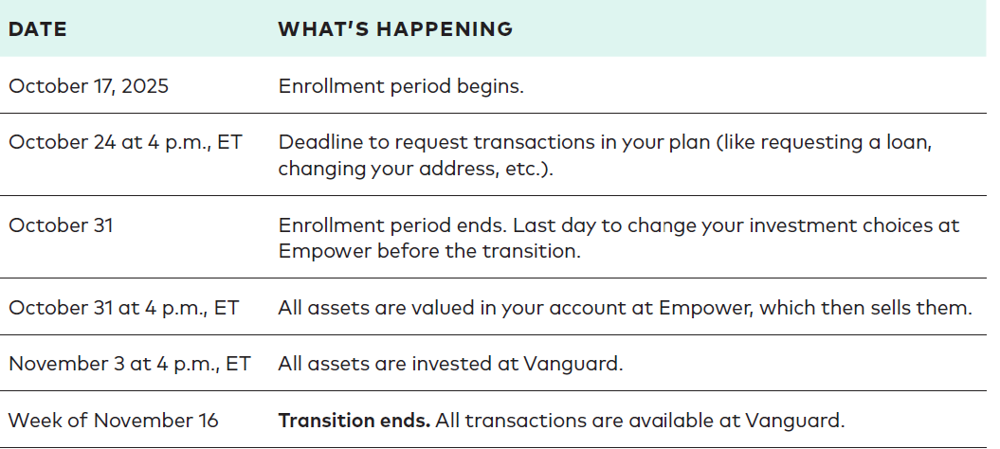 DATE WHAT'S HAPPENING
October 17, 2025 Enrollment period begins.
October 24 at 4 p.m., ET Deadline to request transactions in your plan (like requesting a loan,
changing your address, etc.).
October 31 Enrollment period ends. Last day to change your investment choices at
Empower before the transition.
October 31 at 4 p.m., ET All assets are valued in your account at Empower, which then sells them.
November 3 at 4 p.m., ET All assets are invested at Vanguard.
Week of November 16 Transition ends. All transactions are available at Vanguard.